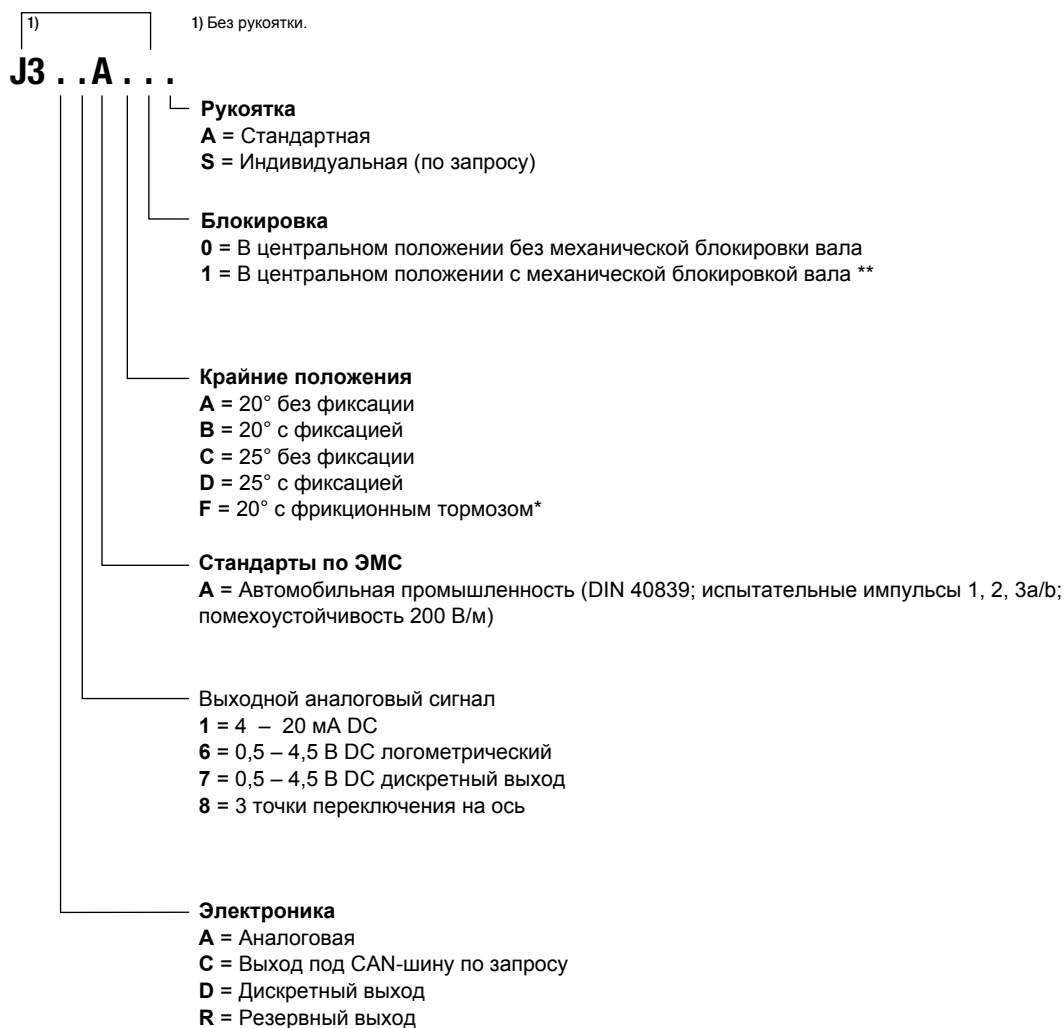 1)
1) Без рукоятки.
J3 . . A . . .
Рукоятка
A = Стандартная
S = Индивидуальная (по запросу)
Блокировка
0 = В центральном положении без механической блокировки вала
1 = В центральном положении с механической блокировкой вала **
Крайние положения
A = 20° без фиксации
B = 20° с фиксацией
C = 25° без фиксации
D = 25° с фиксацией
F = 20° с фрикционным тормозом*
Стандарты по ЭМС
A = Автомобильная промышленность (DIN 40839; испытательные импульсы 1, 2, 3a/b;
помехоустойчивость 200 В/м)
Выходной аналоговый сигнал
1 = 4 – 20 мА DC
6 = 0,5 – 4,5 В DC логометрический
7 = 0,5 – 4,5 В DC дискретный выход
8 = 3 точки переключения на ось
Электроника
A = Аналоговая
C = Выход под CAN-шину по запросу
D = Дискретный выход
R = Резервный выход